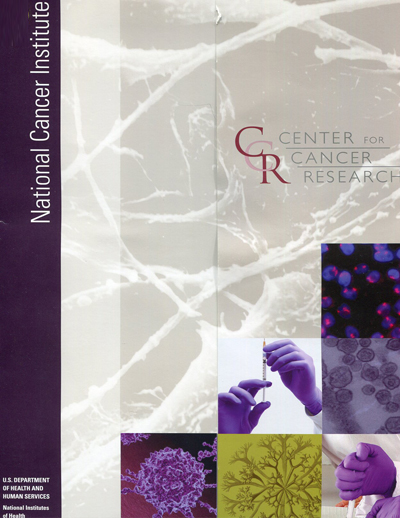 National Cancer Institute
CCR CENTER FOR
CANCER
RESEARCH
U.S. DEPARTMENT
OF HEALTH AND
HUMAN SERVICES
National Institutes
of Health